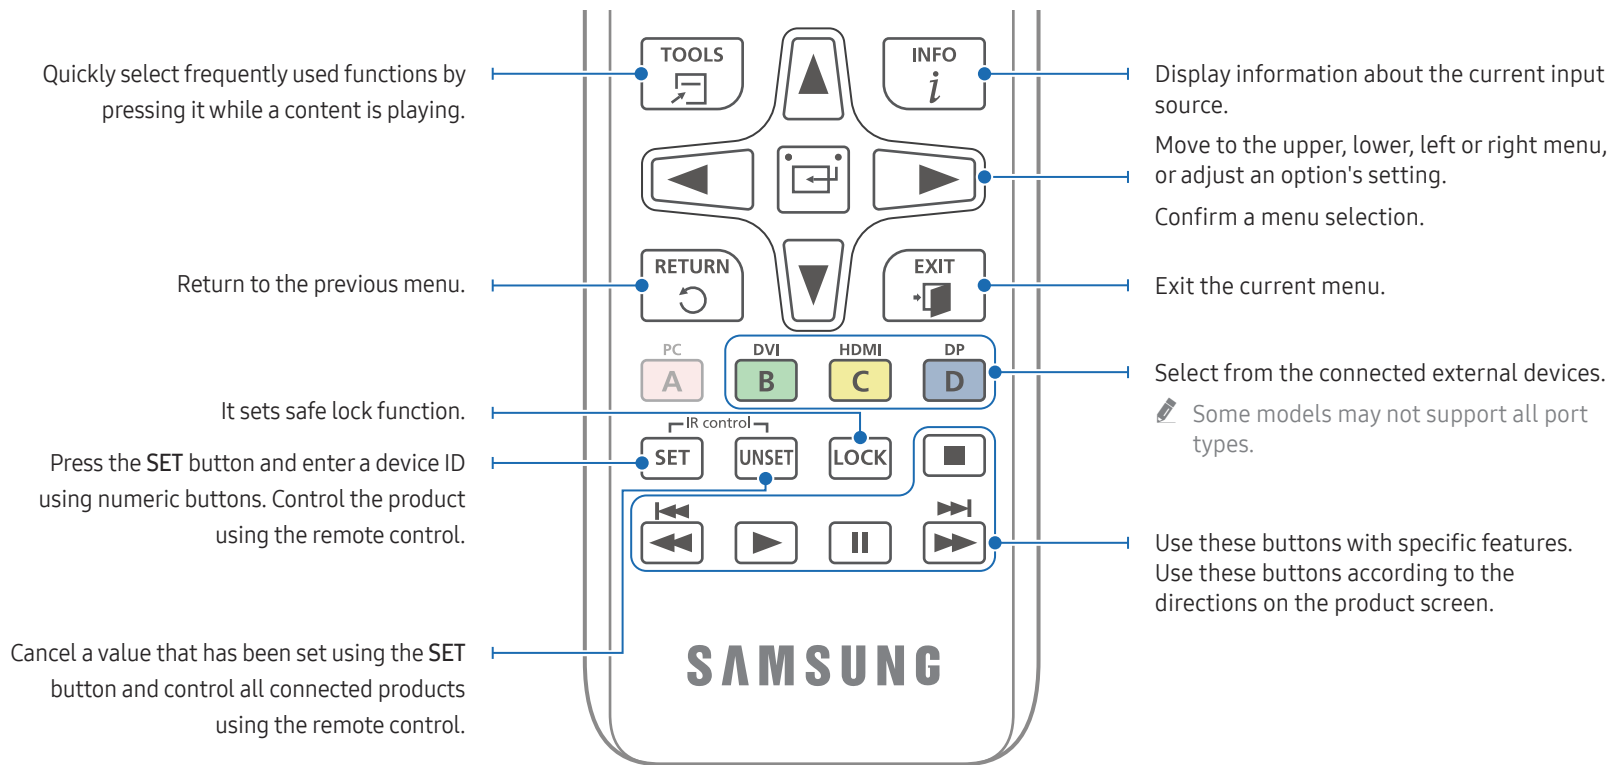 TOOLS
INFO
i
Quickly select frequently used functions by
pressing it while a content is playing.
Display information about the current input
source.
Move to the upper, lower, left or right menu,
or adjust an option's setting.
Confirm a menu selection.
RETURN
EXIT
Return to the previous menu.
Exit the current menu.
PC
DVI
HDMI
DP
A
B
C
D
Select from the connected external devices.
Some models may not support all port
types.
It sets safe lock function.
IR control
SET
UNSET
LOCK
Press the SET button and enter a device ID
using numeric buttons. Control the product
using the remote control.
Use these buttons with specific features.
Use these buttons according to the
directions on the product screen.
Cancel a value that has been set using the SET
button and control all connected products
using the remote control.
SAMSUNG